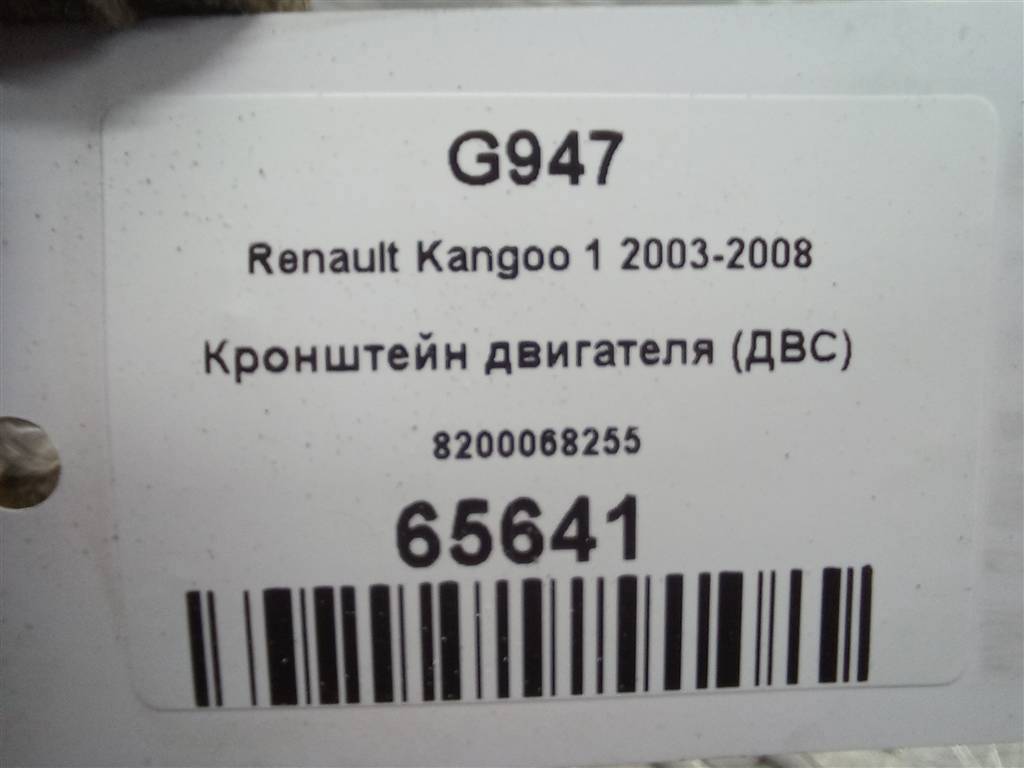 G947
Renault Kangoo 1 2003-2008
Кронштейн двигателя (ДВС)
8200068255
65641